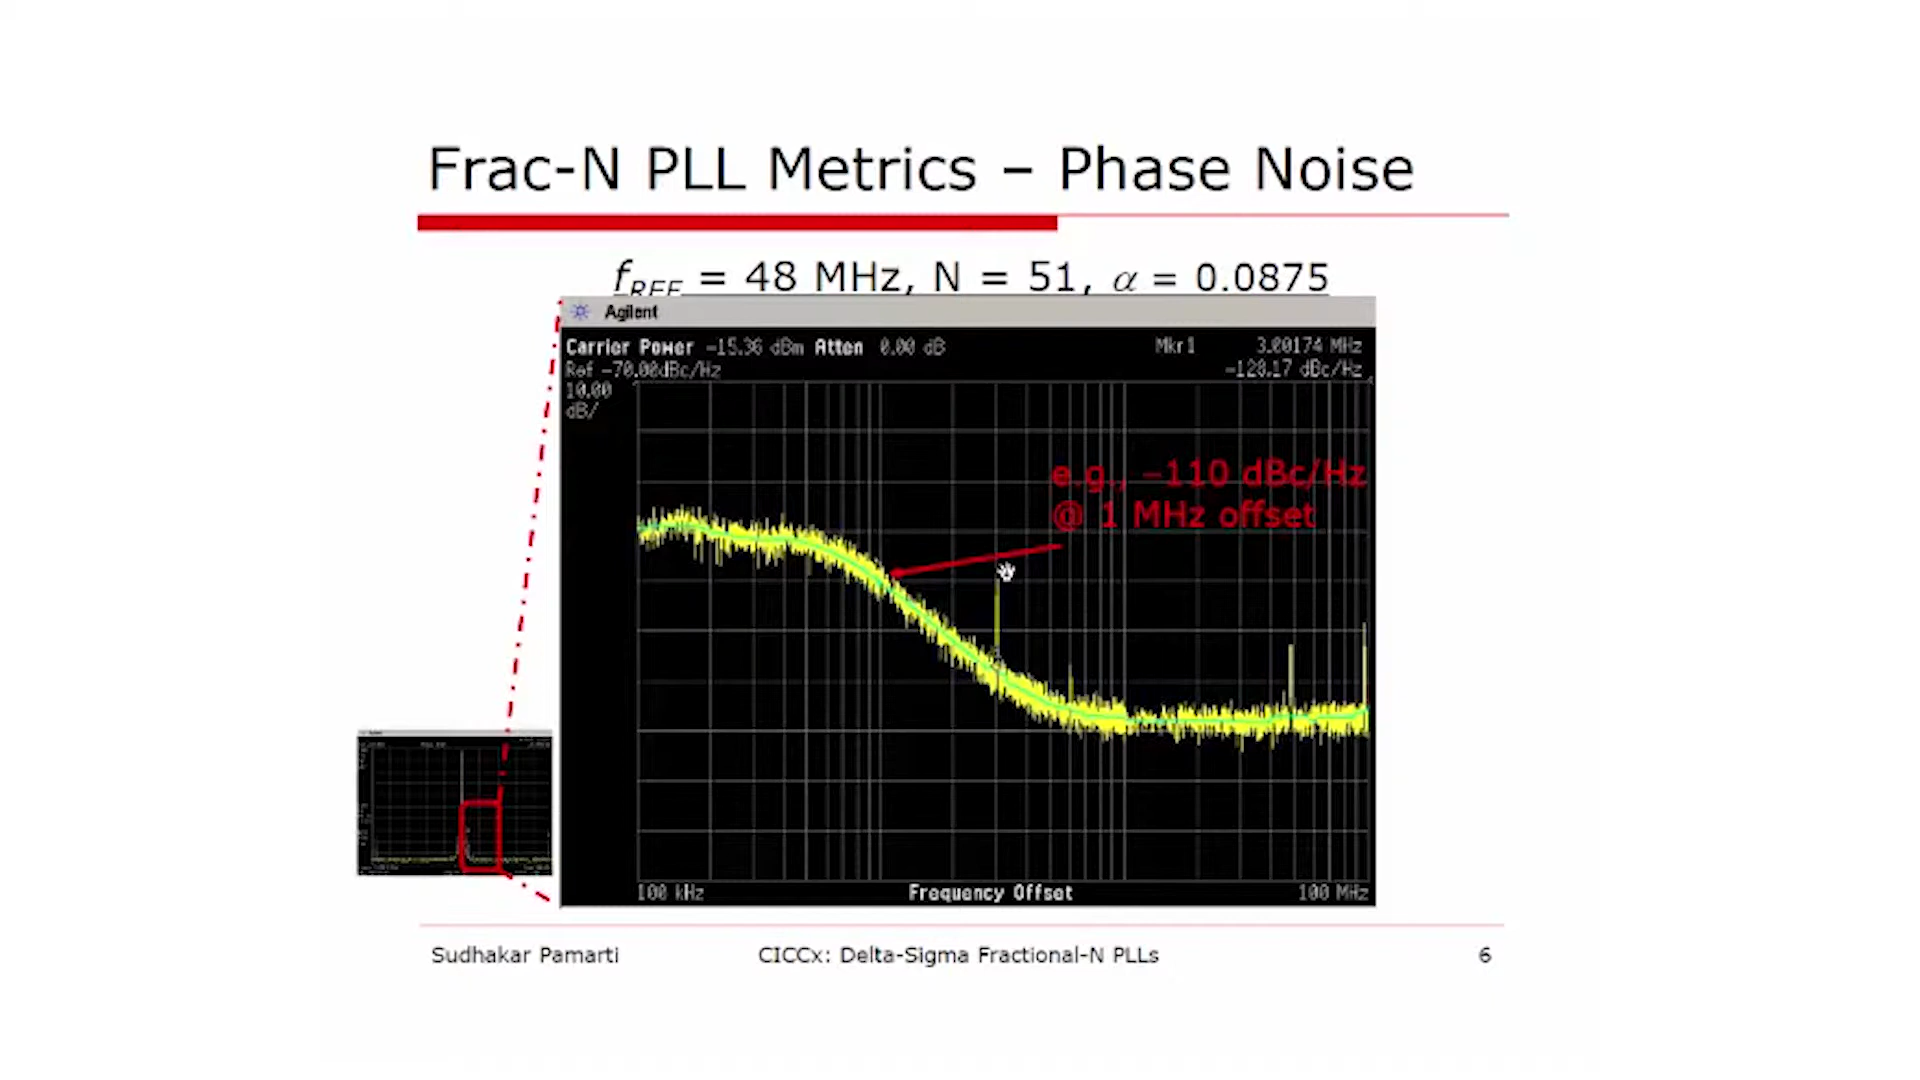 Frac-N PLL Metrics – Phase Noise
fREF = 48 MHz, N = 51, α = 0.0875
Agilent
Carrier Power -15.36 dBm Atten 0.00 dB Mkr1 3.00174 MHz
Ref -70.00dBc/Hz -128.17 dBc/Hz
10.00
dB/
e.g., –110 dBc/Hz
@ 1 MHz offset
100 kHz Frequency Offset 100 MHz
Sudhakar Pamarti CICCx: Delta-Sigma Fractional-N PLLs 6